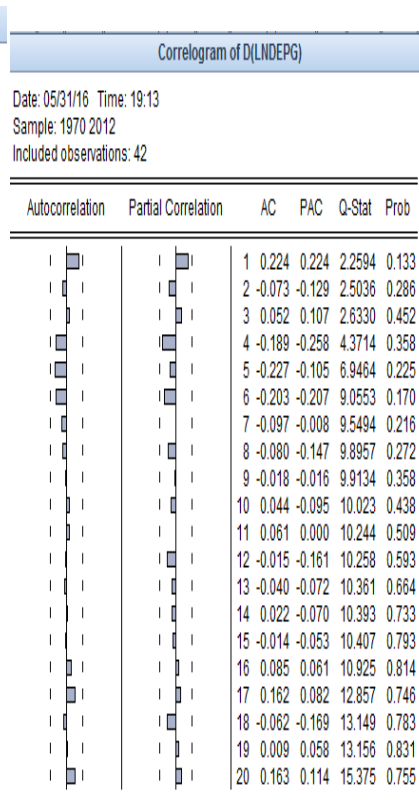 Correlogram of D(LNDEPG)
Date: 05/31/16 Time: 19:13
Sample: 1970 2012
Included observations: 42
Autocorrelation Partial Correlation AC PAC Q-Stat Prob
1 0.224 0.224 2.2594 0.133
2 -0.073 -0.129 2.5036 0.286
3 0.052 0.107 2.6330 0.452
4 -0.189 -0.258 4.3714 0.358
5 -0.227 -0.105 6.9464 0.225
6 -0.203 -0.207 9.0553 0.170
7 -0.097 -0.008 9.5494 0.216
8 -0.080 -0.147 9.8957 0.272
9 -0.018 -0.016 9.9134 0.358
10 0.044 -0.095 10.023 0.438
11 0.061 0.000 10.244 0.509
12 -0.015 -0.161 10.258 0.593
13 -0.040 -0.072 10.361 0.664
14 0.022 -0.070 10.393 0.733
15 -0.014 -0.053 10.407 0.793
16 0.085 0.061 10.925 0.814
17 0.162 0.082 12.857 0.746
18 -0.062 -0.169 13.149 0.783
19 0.009 0.058 13.156 0.831
20 0.163 0.114 15.375 0.755